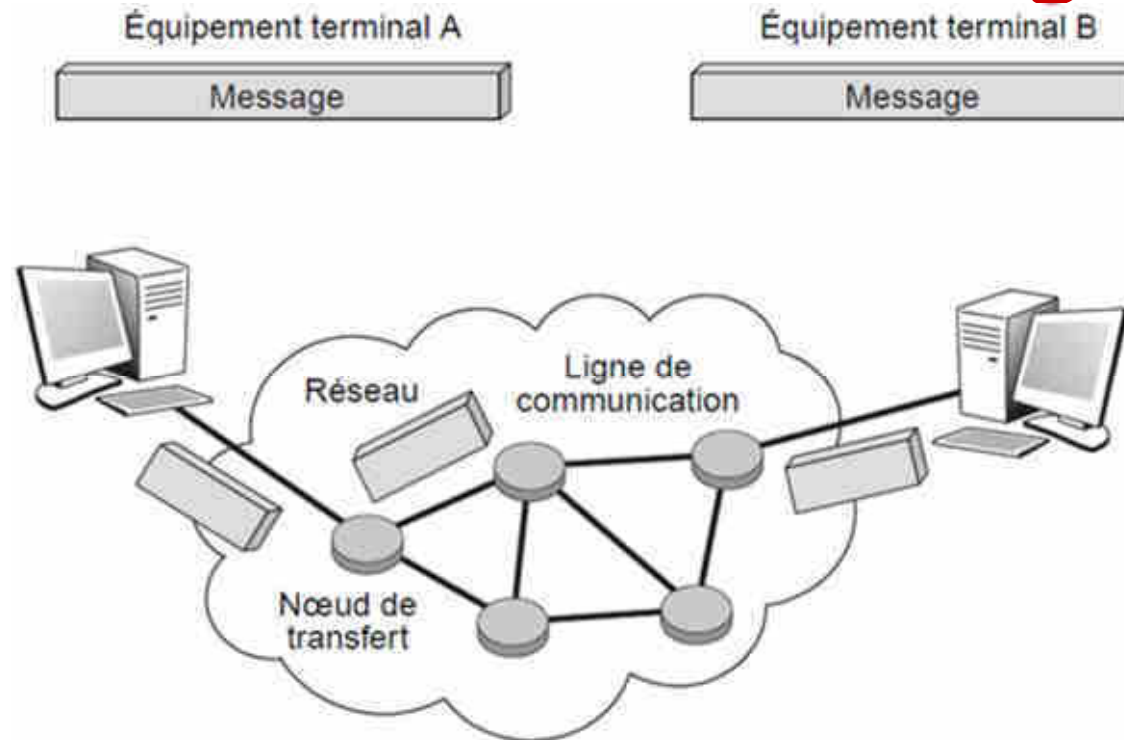 Équipement terminal A
Équipement terminal B
Message
Message
Réseau
Ligne de
communication
Nœud de
transfert